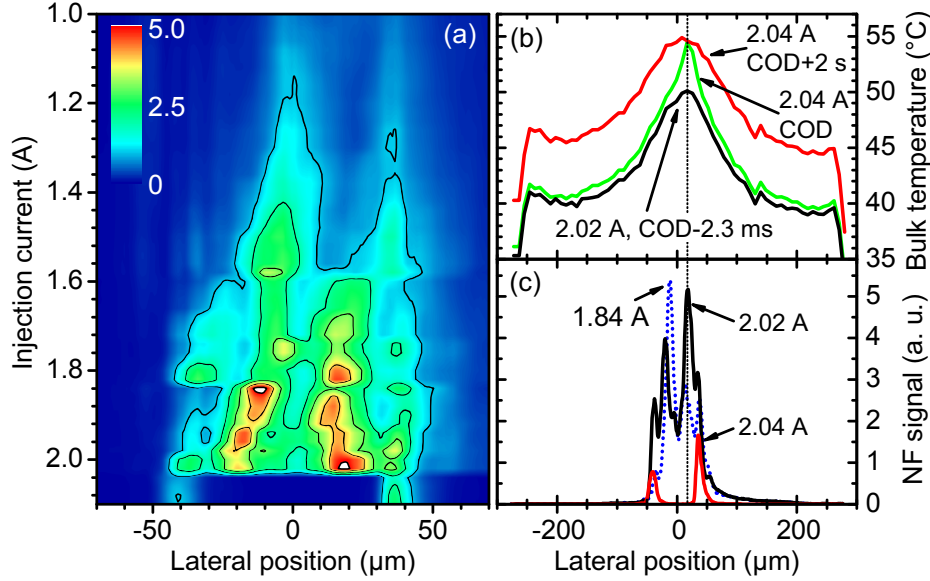 (a)
5.0
2.5
0
1.0
1.2
1.4
1.6
1.8
2.0
Injection current (A)
-50
0
50
Lateral position (µm)
(b)
2.04 A
COD+2 s
2.04 A
COD
2.02 A, COD-2.3 ms
55
50
45
40
35
Bulk temperature (°C)
(c)
1.84 A
2.02 A
2.04 A
5
4
3
2
1
0
NF signal (a. u.)
-200
0
200
Lateral position (µm)